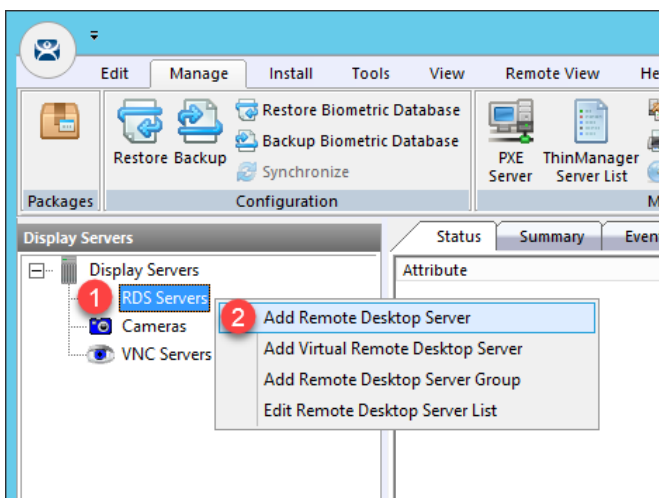 Edit Manage Install Tools View Remote View
Restore Biometric Database
Backup Biometric Database
Synchronize
Restore Backup
PXE Server
ThinManager Server List
Packages Configuration
Display Servers
Status Summary
Attribute
Display Servers
1 RDS Servers
Cameras
VNC Servers
2 Add Remote Desktop Server
Add Virtual Remote Desktop Server
Add Remote Desktop Server Group
Edit Remote Desktop Server List